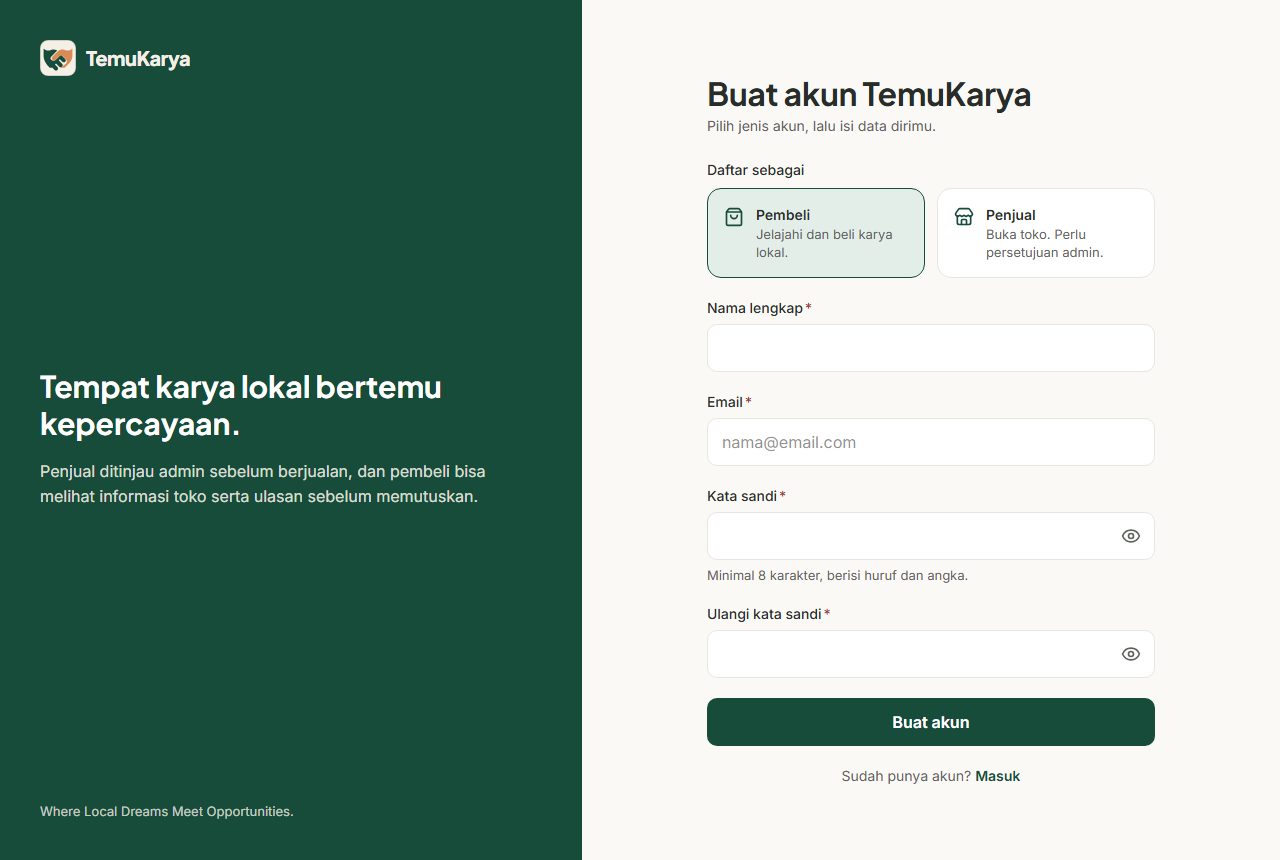 TemuKarya
Tempat karya lokal bertemu
kepercayaan.
Penjual ditinjau admin sebelum berjualan, dan pembeli bisa
melihat informasi toko serta ulasan sebelum memutuskan.
Where Local Dreams Meet Opportunities.
Buat akun TemuKarya
Pilih jenis akun, lalu isi data dirimu.
Daftar sebagai
Pembeli
Jelajahi dan beli karya
lokal.
Penjual
Buka toko. Perlu
persetujuan admin.
Nama lengkap *
Email *
nama@email.com
Kata sandi *
Minimal 8 karakter, berisi huruf dan angka.
Ulangi kata sandi *
Buat akun
Sudah punya akun? Masuk